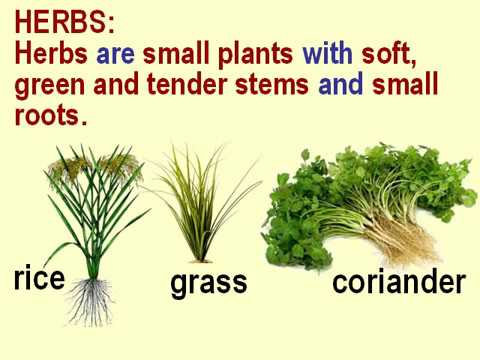 HERBS:
Herbs are small plants with soft,
green and tender stems and small
roots.
rice
grass
coriander